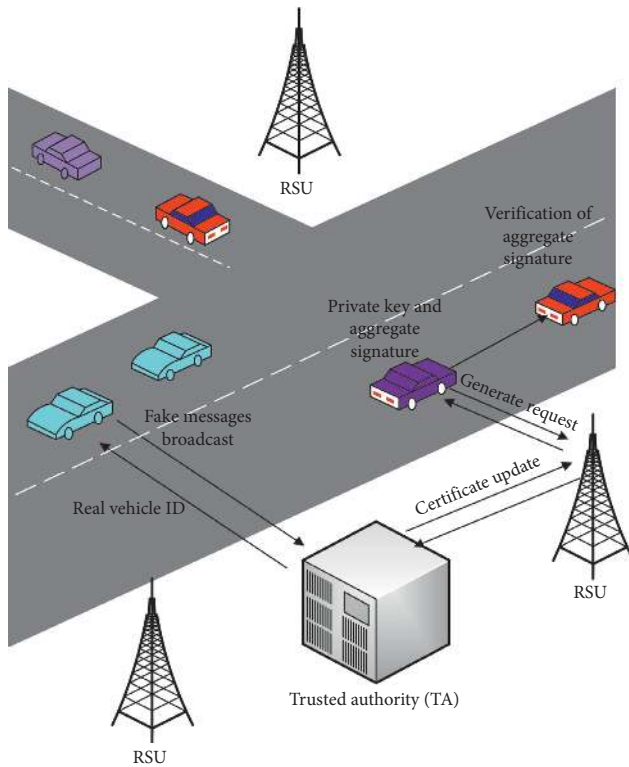 RSU
Verification of
aggregate
signature
Private key and
aggregate
signature
Generate request
Fake messages
broadcast
Certificate update
Real vehicle ID
RSU
Trusted authority (TA)
RSU